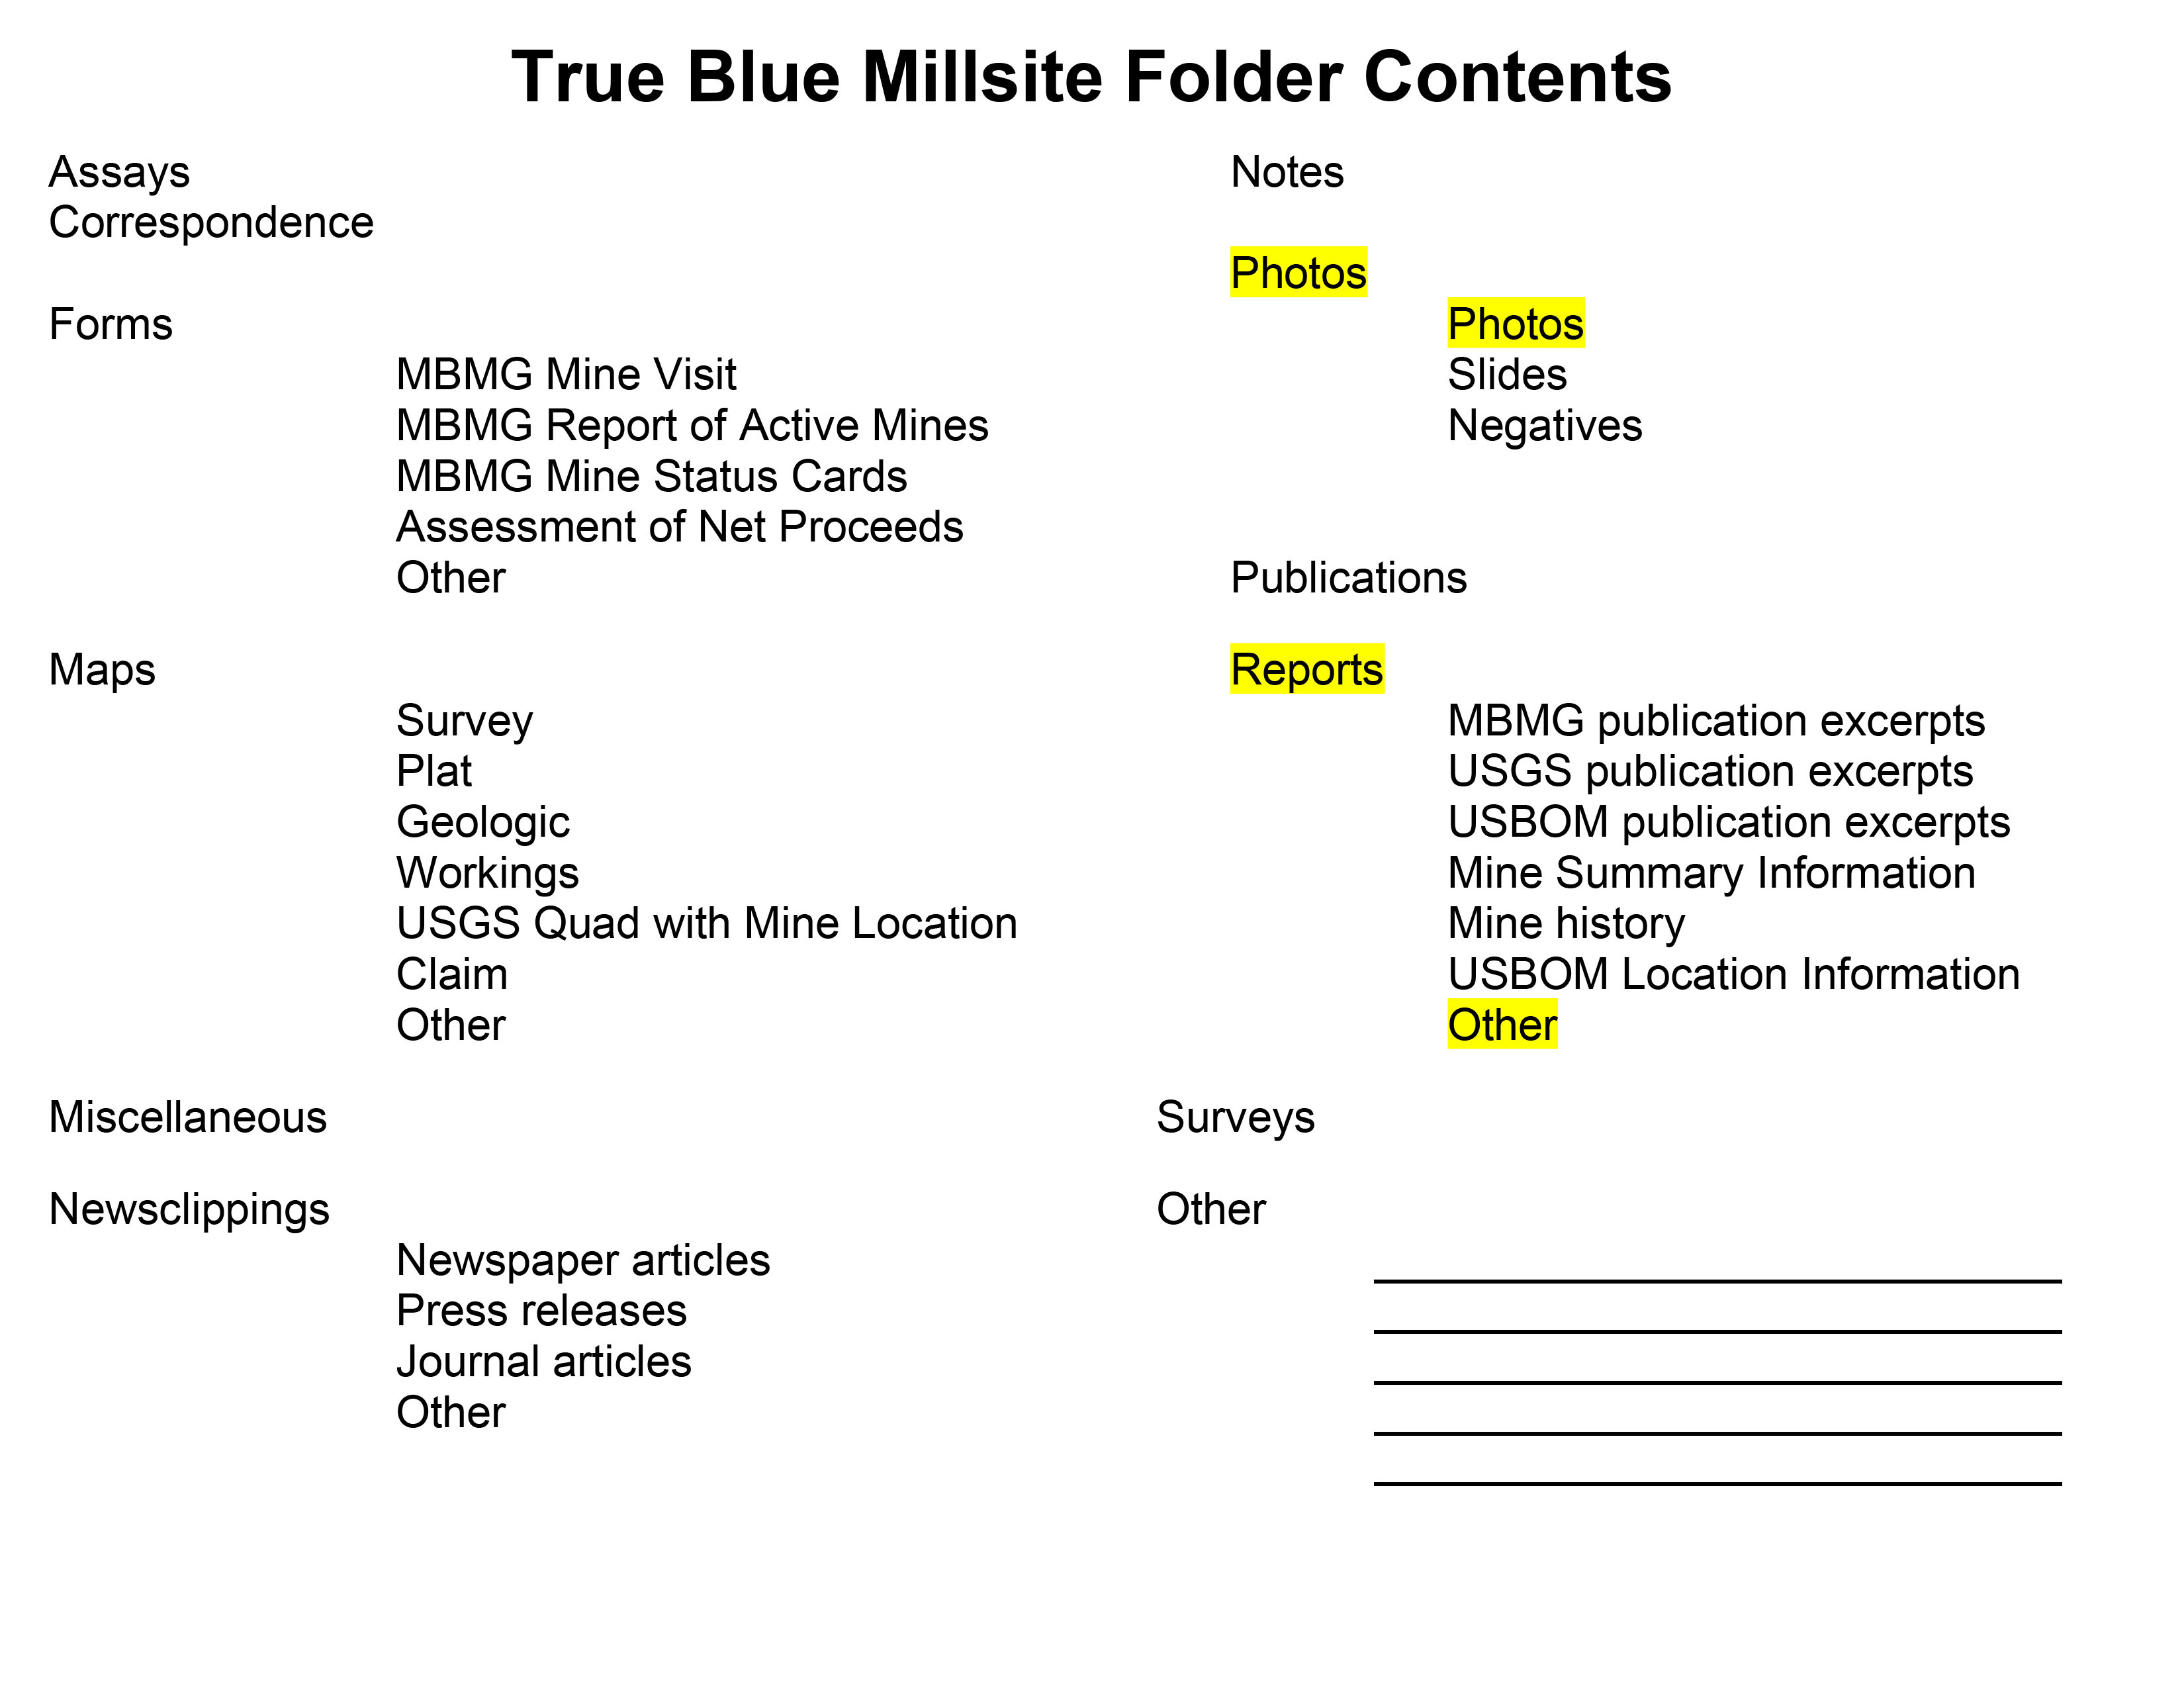 True Blue Millsite Folder Contents
Assays
Correspondence
Forms
MBMG Mine Visit
MBMG Report of Active Mines
MBMG Mine Status Cards
Assessment of Net Proceeds
Other
Maps
Survey
Plat
Geologic
Workings
USGS Quad with Mine Location
Claim
Other
Miscellaneous
Newsclippings
Newspaper articles
Press releases
Journal articles
Other
Notes
Photos
Photos
Slides
Negatives
Publications
Reports
MBMG publication excerpts
USGS publication excerpts
USBOM publication excerpts
Mine Summary Information
Mine history
USBOM Location Information
Other
Surveys
Other